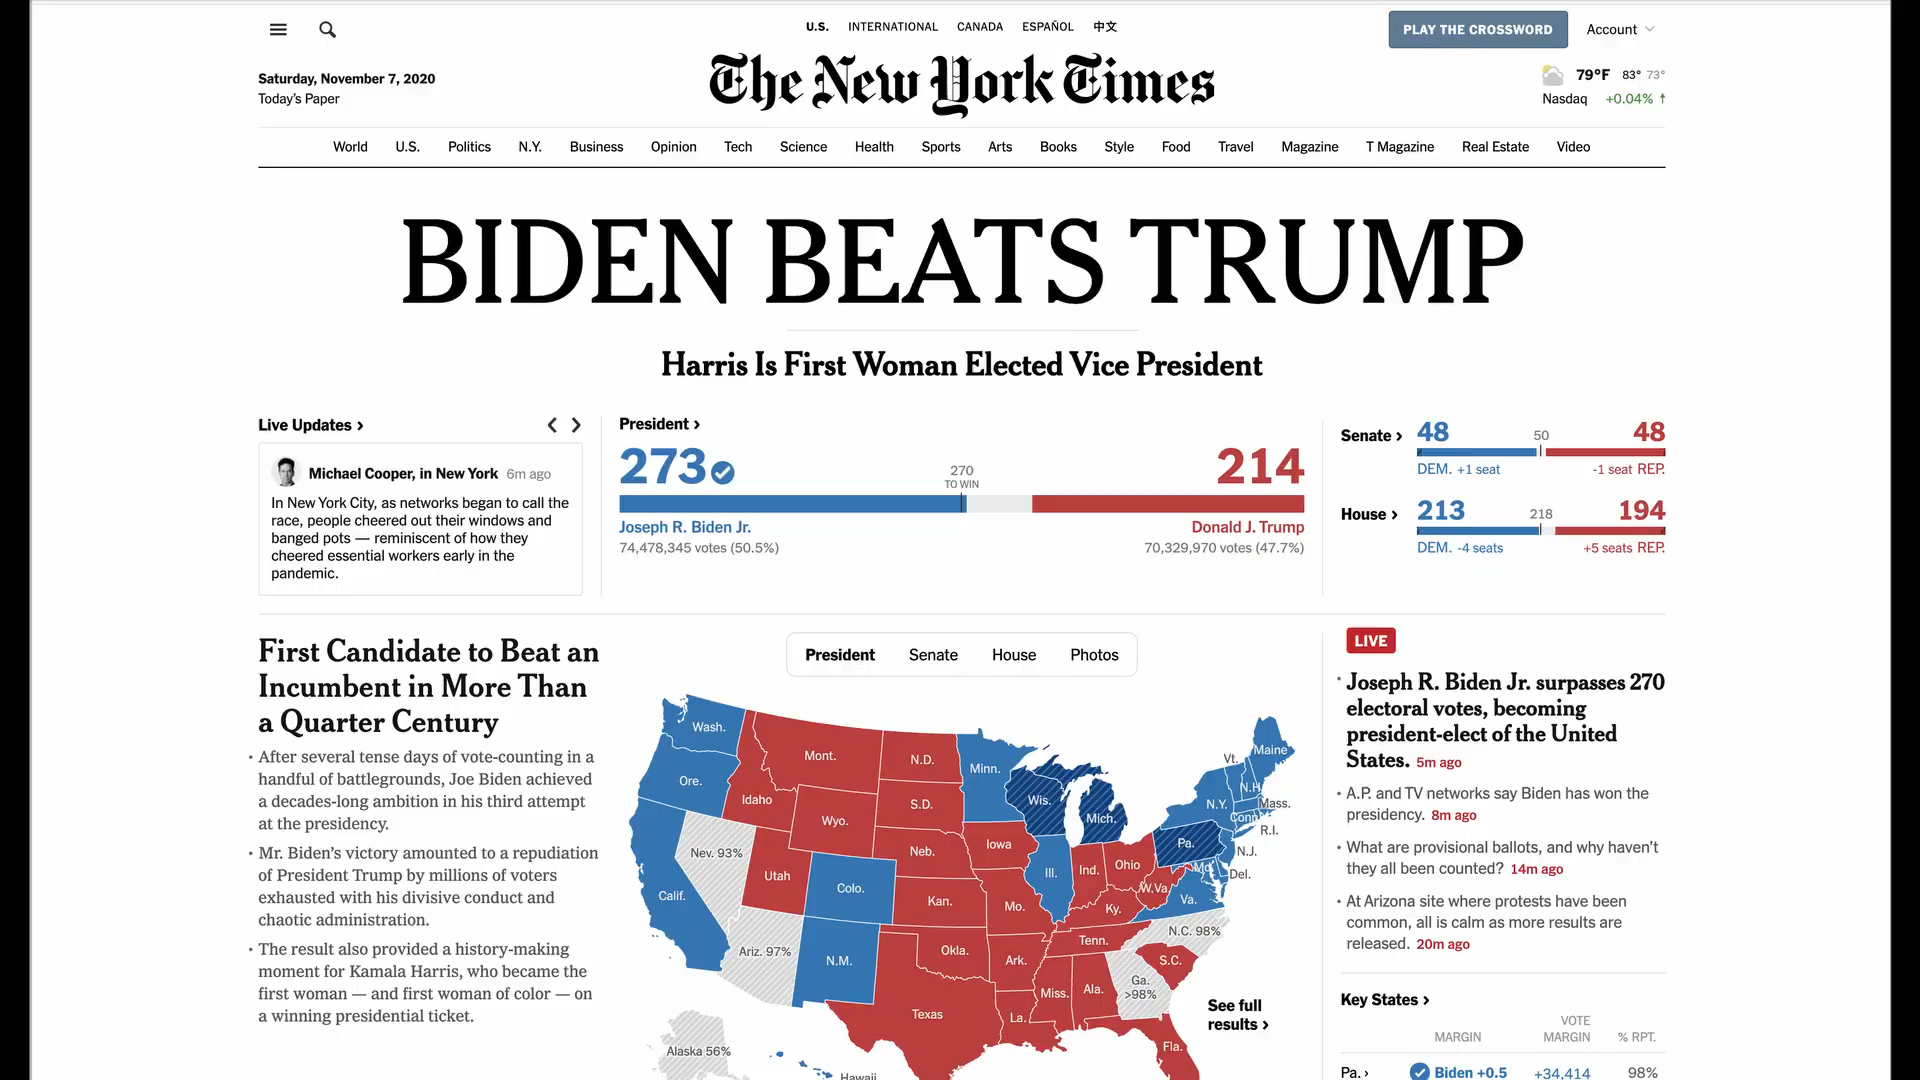 U.S. INTERNATIONAL CANADA ESPAÑOL 中文
PLAY THE CROSSWORD
Account
Saturday, November 7, 2020
Today's Paper
The New York Times
79°F 83° 73°
Nasdaq +0.04% ↑
World U.S. Politics N.Y. Business Opinion Tech Science Health Sports Arts Books Style Food Travel Magazine T Magazine Real Estate Video
BIDEN BEATS TRUMP
Harris Is First Woman Elected Vice President
Live Updates ›
Michael Cooper, in New York 6m ago
In New York City, as networks began to call the
race, people cheered out their windows and
banged pots — reminiscent of how they
cheered essential workers early in the
pandemic.
President ›
273
270
TO WIN
214
Joseph R. Biden Jr.
Donald J. Trump
74,478,345 votes (50.5%)
70,329,970 votes (47.7%)
Senate › 48 50 48
DEM. +1 seat -1 seat REP.
House › 213 218 194
DEM. -4 seats +5 seats REP.
First Candidate to Beat an
Incumbent in More Than
a Quarter Century
• After several tense days of vote-counting in a
handful of battlegrounds, Joe Biden achieved
a decades-long ambition in his third attempt
at the presidency.
• Mr. Biden's victory amounted to a repudiation
of President Trump by millions of voters
exhausted with his divisive conduct and
chaotic administration.
• The result also provided a history-making
moment for Kamala Harris, who became the
first woman — and first woman of color — on
a winning presidential ticket.
President Senate House Photos
Wash.
Mont.
N.D.
Minn.
Vt.
Maine
Ore.
Idaho
S.D.
Wis.
Mich.
N.Y.
N.H.
Mass.
Conn.
R.I.
Wyo.
Nev. 93%
Neb.
Iowa
Pa.
N.J.
Utah
Colo.
Ill.
Ind.
Ohio
W.Va.
Md.
Del.
Calif.
Kan.
Mo.
Ky.
Va.
Ariz. 97%
N.M.
Okla.
Ark.
Tenn.
N.C. 98%
S.C.
Miss.
Ala.
Ga.
>98%
Texas
La.
Fla.
Alaska 56%
Hawaii
See full
results ›
LIVE
• Joseph R. Biden Jr. surpasses 270
electoral votes, becoming
president-elect of the United
States. 5m ago
• A.P. and TV networks say Biden has won the
presidency. 8m ago
• What are provisional ballots, and why haven't
they all been counted? 14m ago
• At Arizona site where protests have been
common, all is calm as more results are
released. 20m ago
Key States ›
MARGIN
VOTE
MARGIN
% RPT.
Pa. › Biden +0.5 +34,414 98%